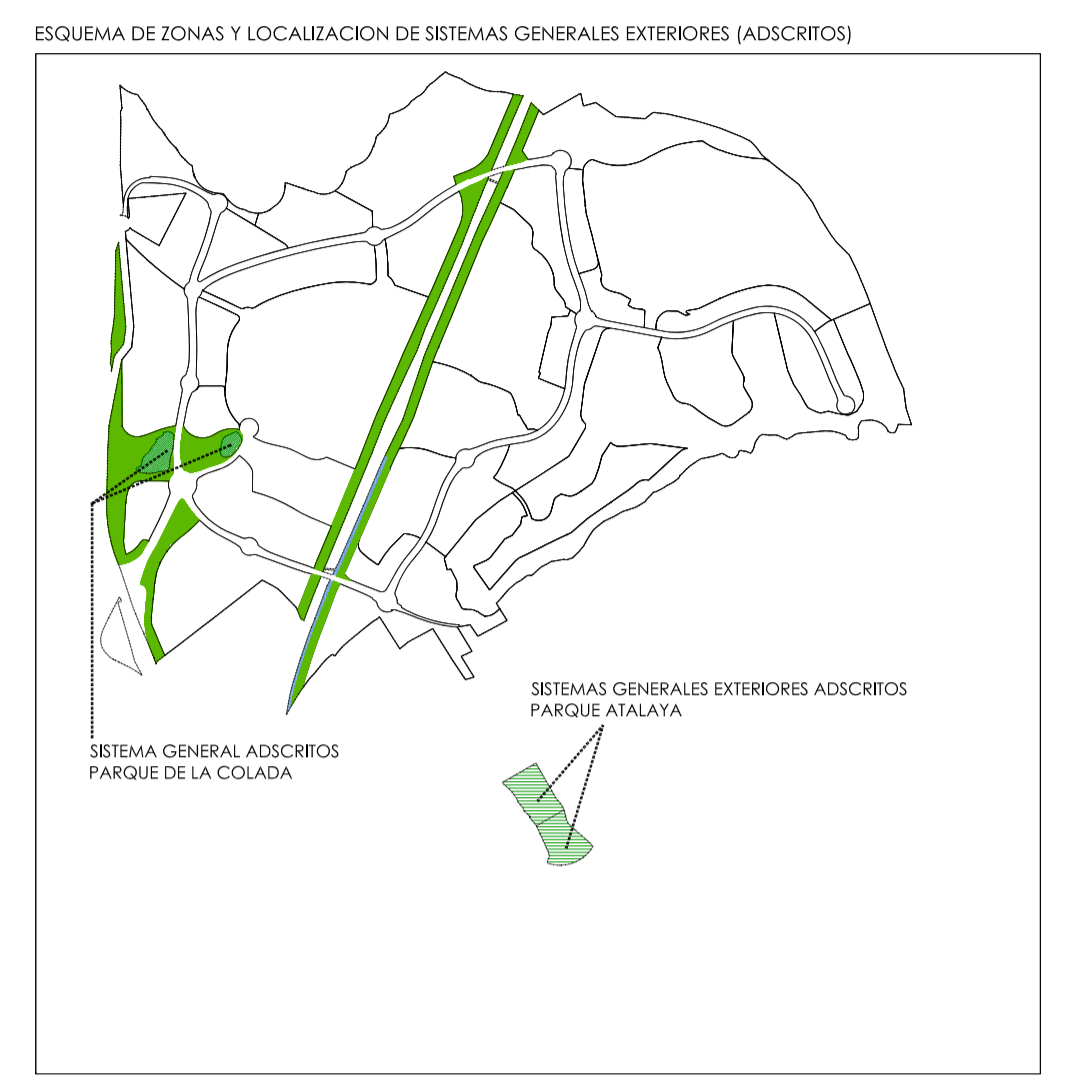 ESQUEMA DE ZONAS Y LOCALIZACION DE SISTEMAS GENERALES EXTERIORES (ADSCRITOS)
SISTEMAS GENERALES EXTERIORES ADSCRITOS
PARQUE ATALAYA
SISTEMA GENERAL ADSCRITOS
PARQUE DE LA COLADA